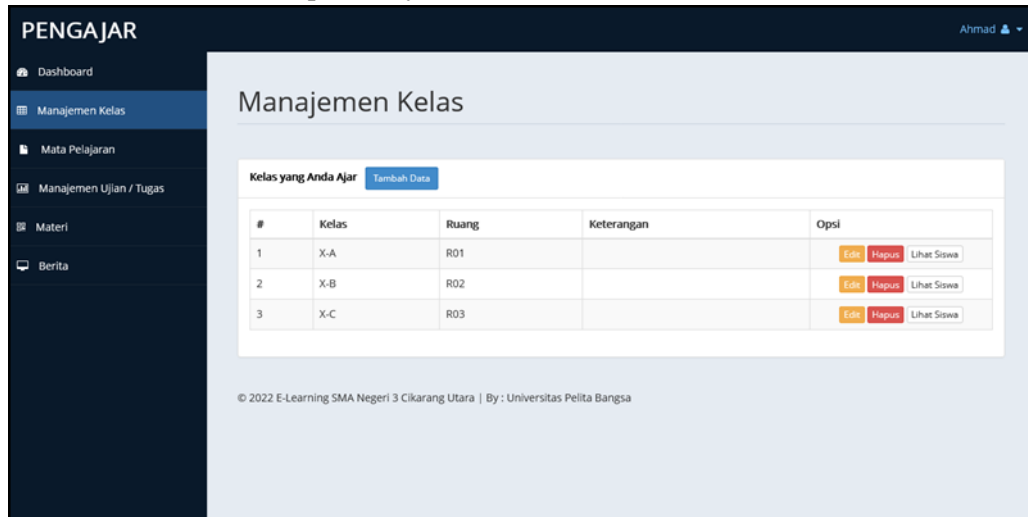 PENGAJAR
Ahmad
Dashboard
Manajemen Kelas
Mata Pelajaran
Manajemen Ujian / Tugas
Materi
Berita
Manajemen Kelas
Kelas yang Anda Ajar Tambah Data
# Kelas Ruang Keterangan Opsi
1 X-A R01 Edit Hapus Lihat Siswa
2 X-B R02 Edit Hapus Lihat Siswa
3 X-C R03 Edit Hapus Lihat Siswa
© 2022 E-Learning SMA Negeri 3 Cikarang Utara | By : Universitas Pelita Bangsa